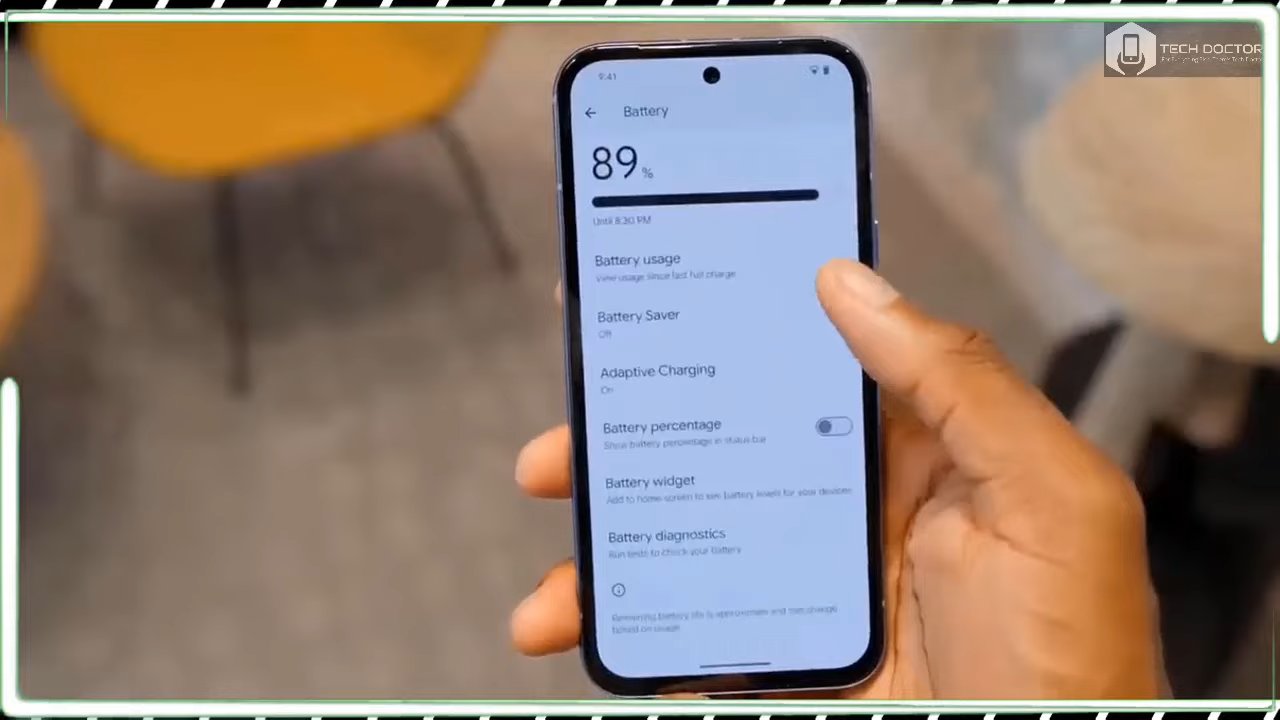 TECH DOCTOR
9:41
Battery
89%
Until 8:30 PM
Battery usage
View usage since last full charge
Battery Saver
Off
Adaptive Charging
On
Battery percentage
Show battery percentage in status bar
Battery widget
Add to home screen to see battery levels for your devices
Battery diagnostics
Run tests to check your battery
Remaining battery life is approximate and can change
based on usage